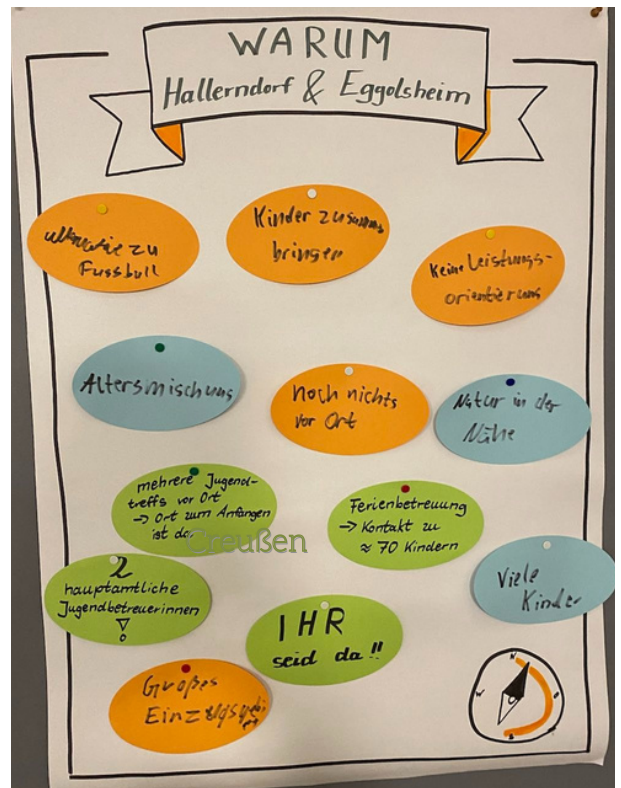 WARUM
Hallerndorf & Eggolsheim
zu
Fussball
Kinder zusamm
bringen
Keine Leistungs-
orientierung
Altersmischung
noch nichts
vor Ort
Natur in der
Nähe
mehrere Jugend-
treffs vor Ort
→ Ort zum Anfangen
ist da
Creußen
Ferienbetreuung
→ Kontakt zu
≈ 70 Kindern
2
hauptamtliche
Jugendbetreuerinnen
!
Viele
Kinder
IHR
seid da!!
Großes